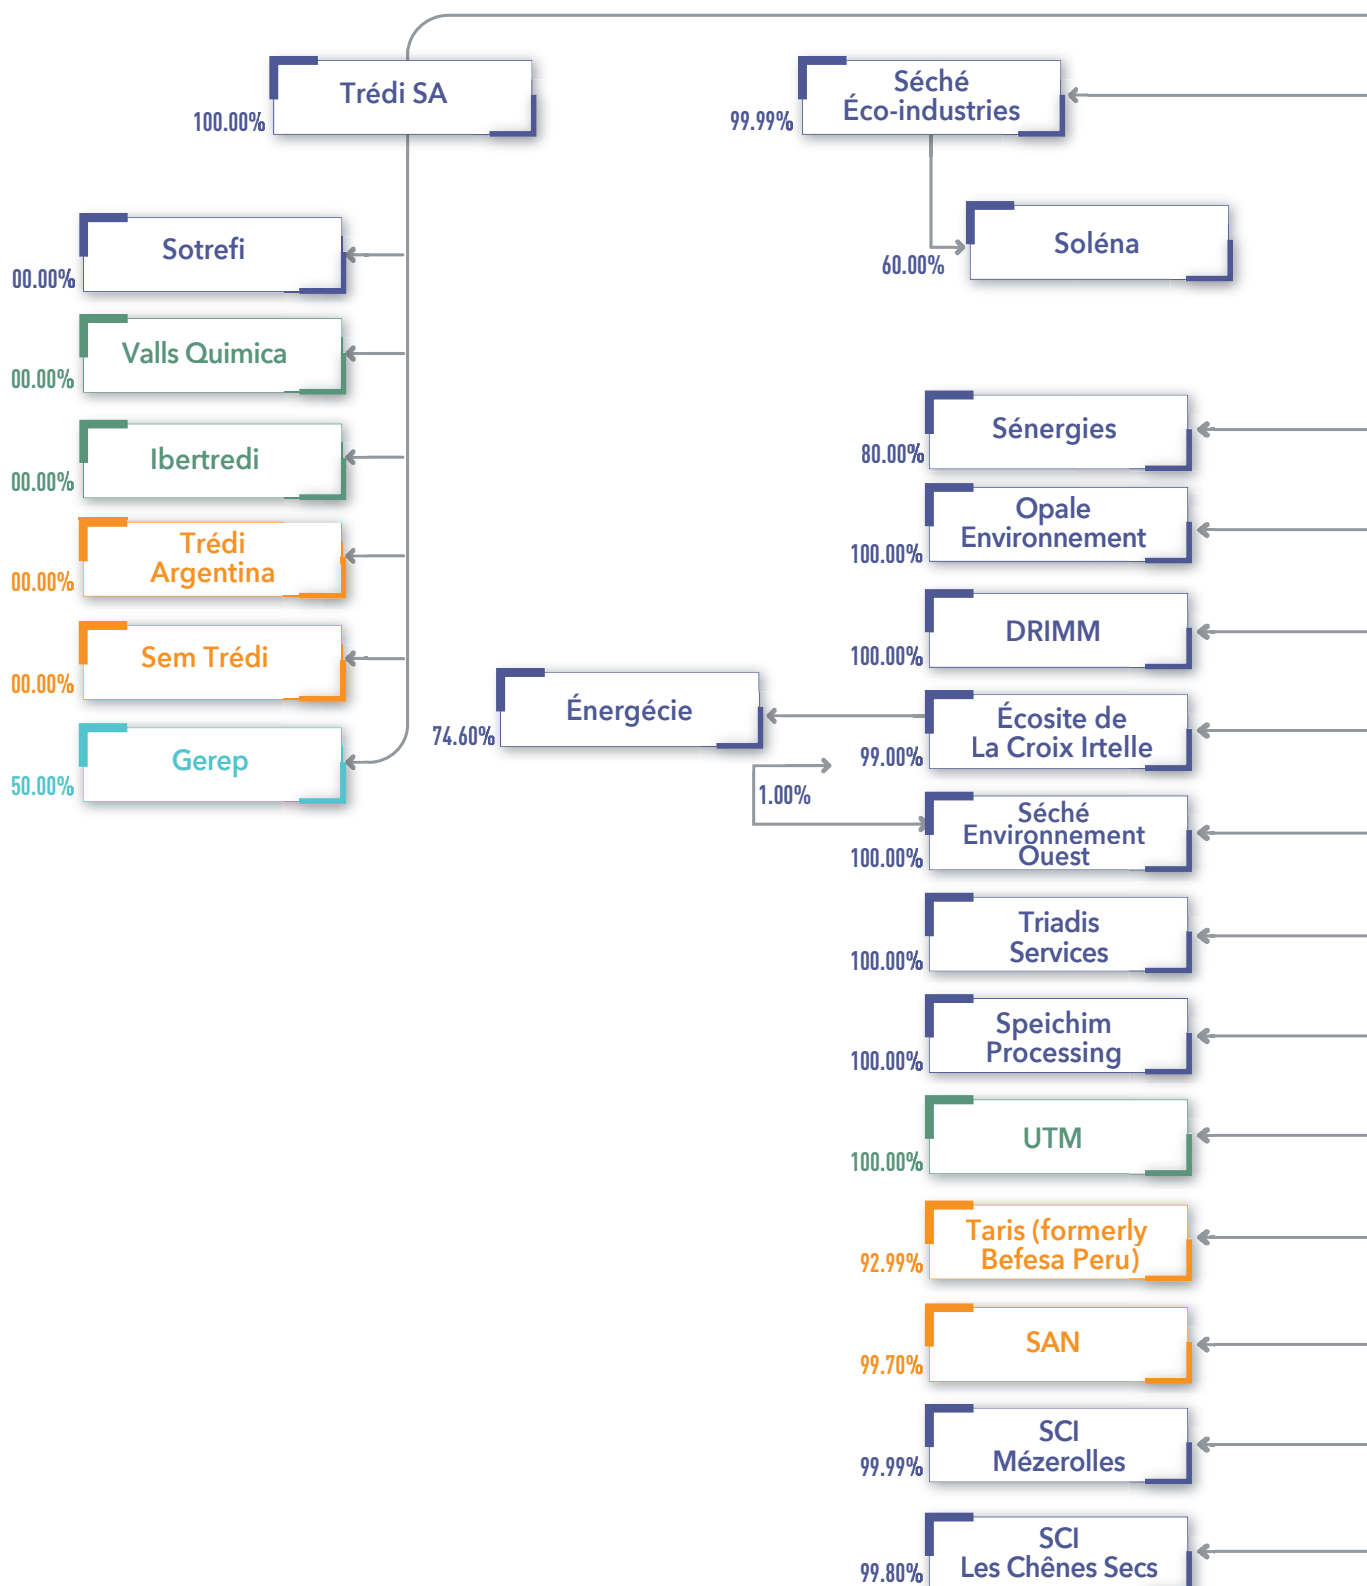 Trédi SA
100.00%
Séché
Éco-industries
99.99%
Sotrefi
00.00%
Soléna
60.00%
Valls Quimica
00.00%
Ibertredi
00.00%
Trédi
Argentina
00.00%
Sem Trédi
00.00%
Gerep
50.00%
Sénergies
80.00%
Opale
Environnement
100.00%
DRIMM
100.00%
Énergécie
74.60%
Écosite de
La Croix Irtelle
99.00%
1.00%
Séché
Environnement
Ouest
100.00%
Triadis
Services
100.00%
Speichim
Processing
100.00%
UTM
100.00%
Taris (formerly
Befesa Peru)
92.99%
SAN
99.70%
SCI
Mézerolles
99.99%
SCI
Les Chênes Secs
99.80%